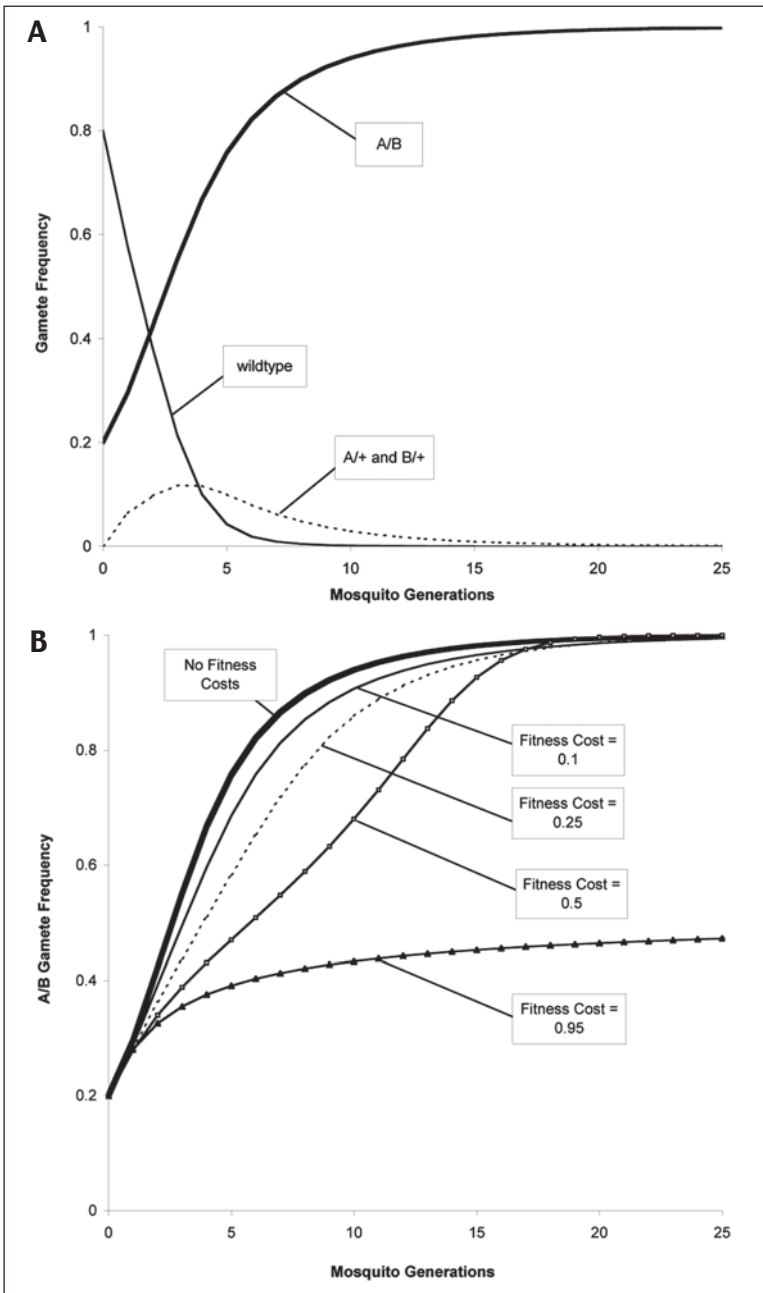 A
1
0.8
0.6
0.4
0.2
0
Gamete Frequency
A/B
wildtype
A/+ and B/+
0
5
10
15
20
25
Mosquito Generations
B
1
0.8
0.6
0.4
0.2
0
A/B Gamete Frequency
No Fitness
Costs
Fitness Cost =
0.1
Fitness Cost =
0.25
Fitness Cost =
0.5
Fitness Cost =
0.95
0
5
10
15
20
25
Mosquito Generations